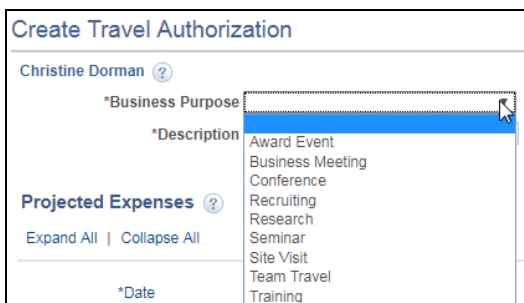 Create Travel Authorization
Christine Dorman ?
*Business Purpose
*Description
Award Event
Business Meeting
Conference
Recruiting
Research
Seminar
Site Visit
Team Travel
Training
Projected Expenses ?
Expand All | Collapse All
*Date